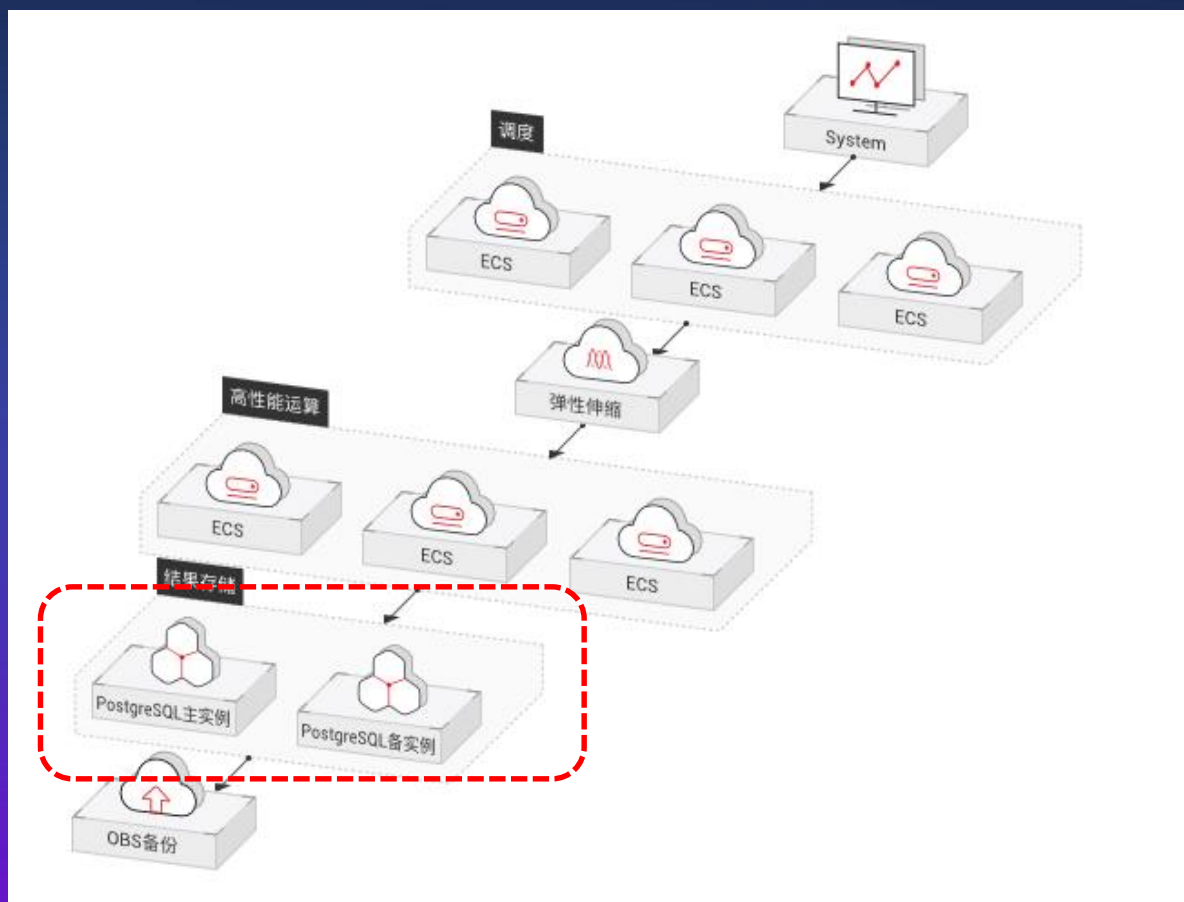 System
调度
ECS
ECS
ECS
弹性伸缩
高性能运算
ECS
ECS
ECS
结果存储
PostgreSQL主实例
PostgreSQL备实例
OBS备份